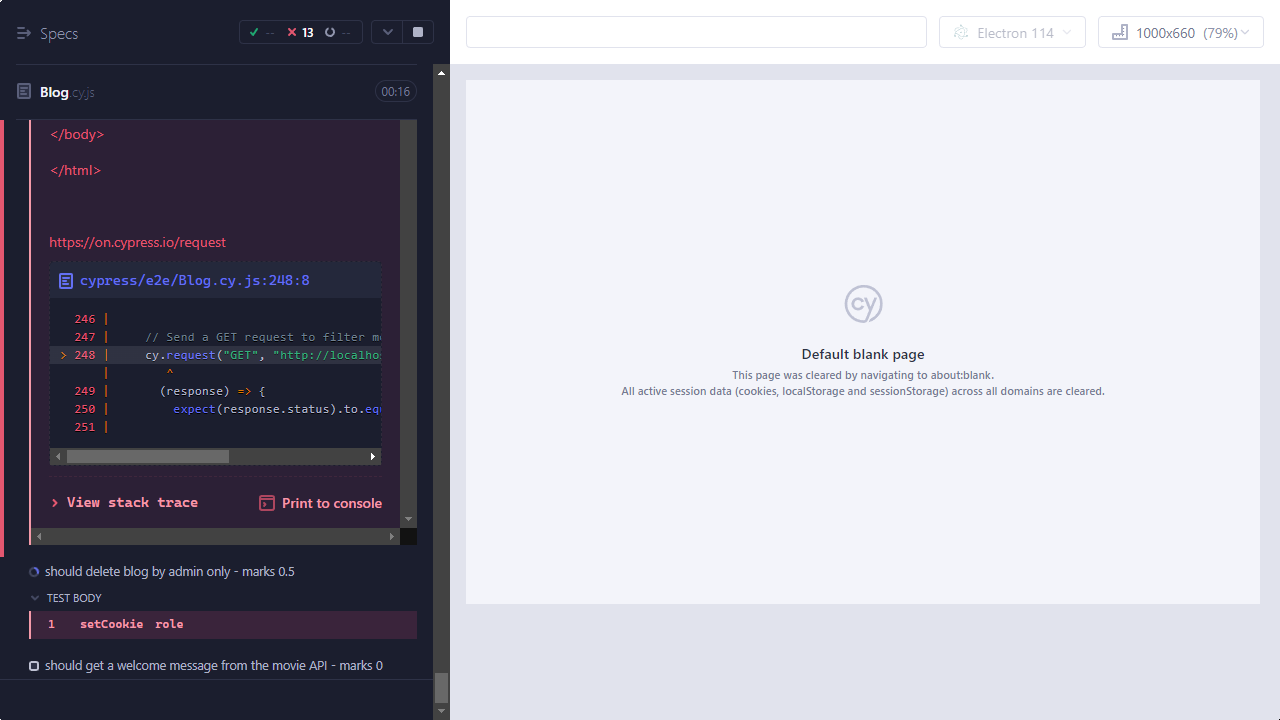 Specs
--
13
--
Electron 114
1000x660 (79%)
Blog.cy.js
00:16
</body>
</html>
https://on.cypress.io/request
cypress/e2e/Blog.cy.js:248:8
246 |
247 | // Send a GET request to filter m
> 248 | cy.request("GET", "http://localhos
| ^
249 | (response) => {
250 | expect(response.status).to.equ
251 |
> View stack trace
Print to console
should delete blog by admin only - marks 0.5
TEST BODY
1 setCookie role
should get a welcome message from the movie API - marks 0
cy
Default blank page
This page was cleared by navigating to about:blank.
All active session data (cookies, localStorage and sessionStorage) across all domains are cleared.